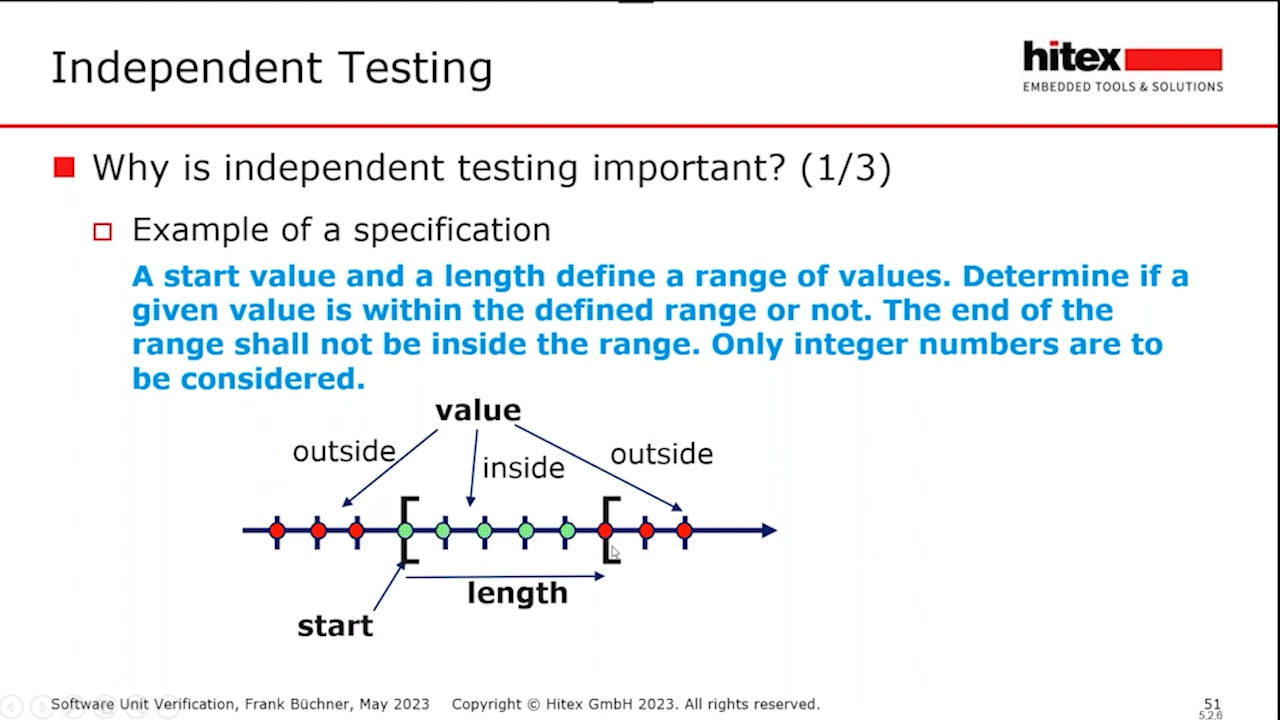 Independent Testing
hitex
EMBEDDED TOOLS & SOLUTIONS
Why is independent testing important? (1/3)
Example of a specification
A start value and a length define a range of values. Determine if a
given value is within the defined range or not. The end of the
range shall not be inside the range. Only integer numbers are to
be considered.
value
outside
inside
outside
length
start
Software Unit Verification, Frank Büchner, May 2023 Copyright © Hitex GmbH 2023. All rights reserved.
51
5.2.6